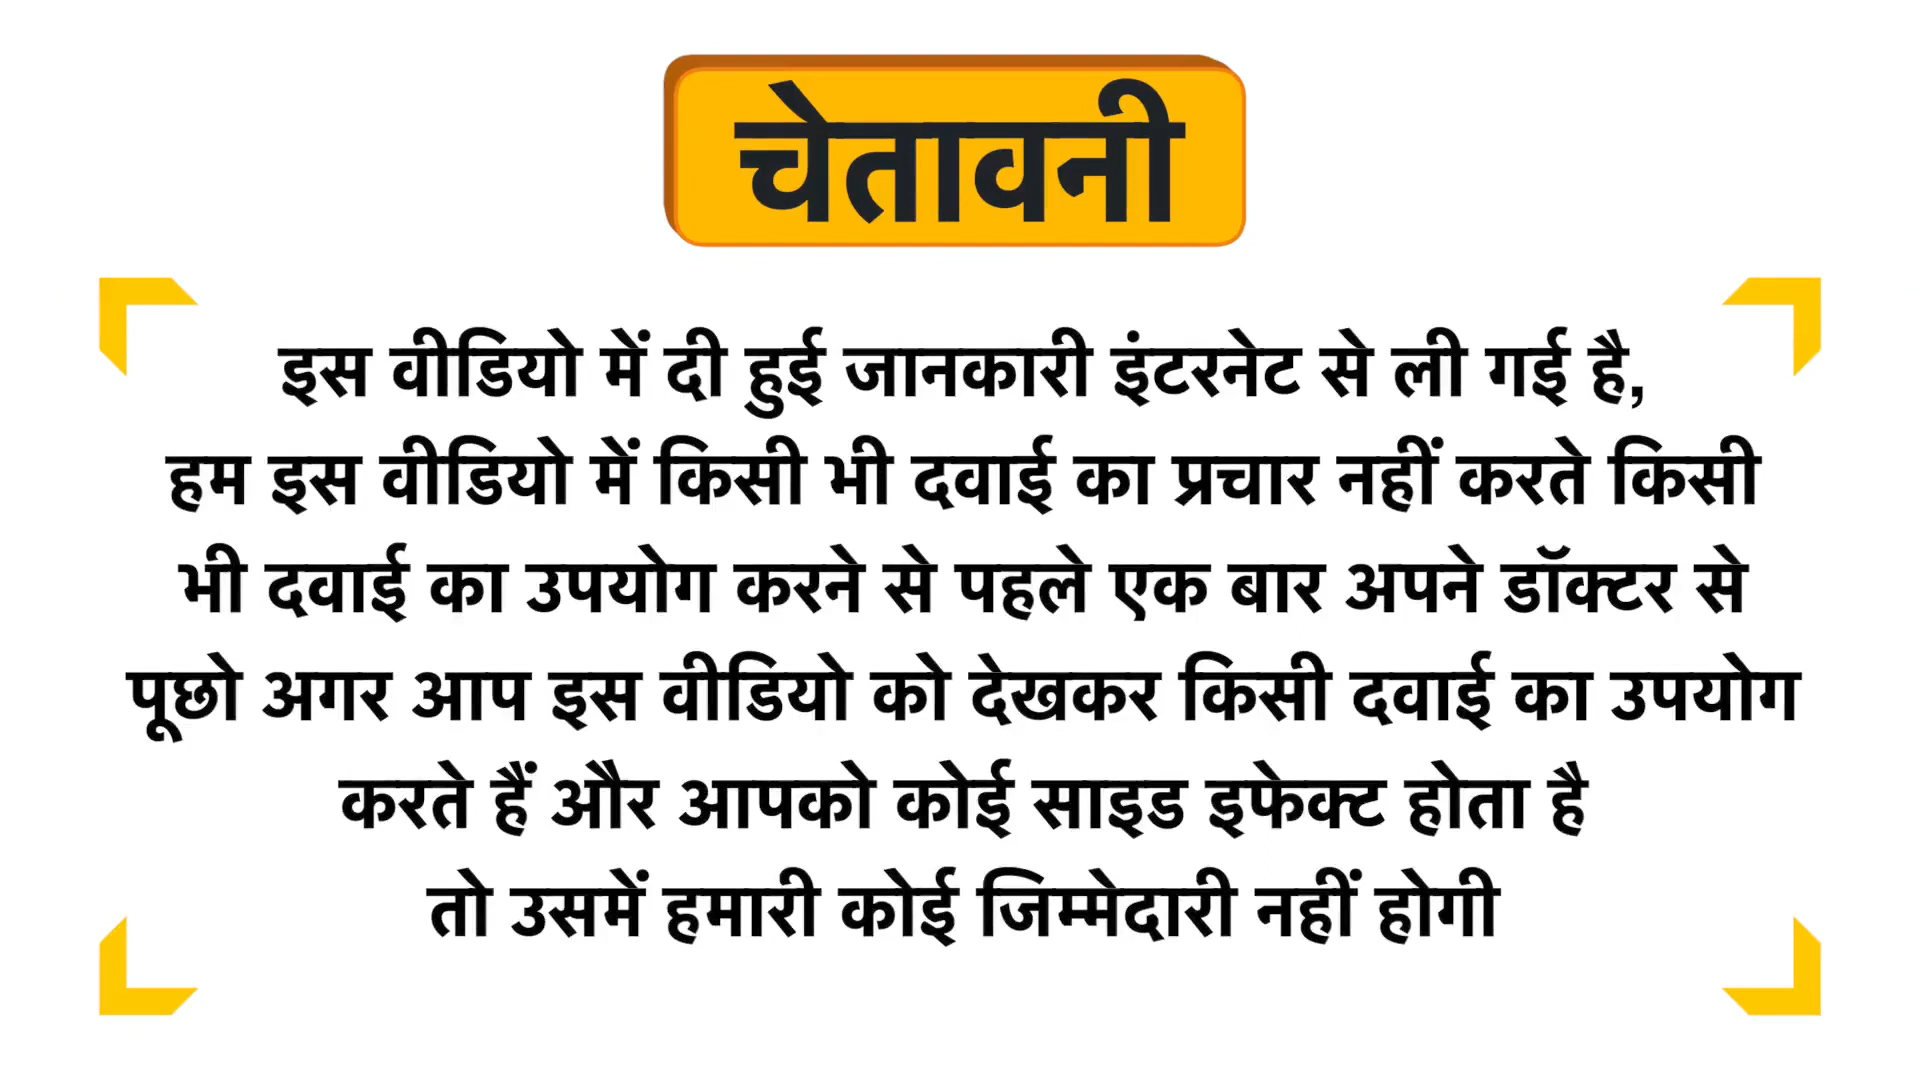 चेतावनी
इस वीडियो में दी हुई जानकारी इंटरनेट से ली गई है,
हम इस वीडियो में किसी भी दवाई का प्रचार नहीं करते किसी
भी दवाई का उपयोग करने से पहले एक बार अपने डॉक्टर से
पूछो अगर आप इस वीडियो को देखकर किसी दवाई का उपयोग
करते हैं और आपको कोई साइड इफेक्ट होता है
तो उसमें हमारी कोई जिम्मेदारी नहीं होगी